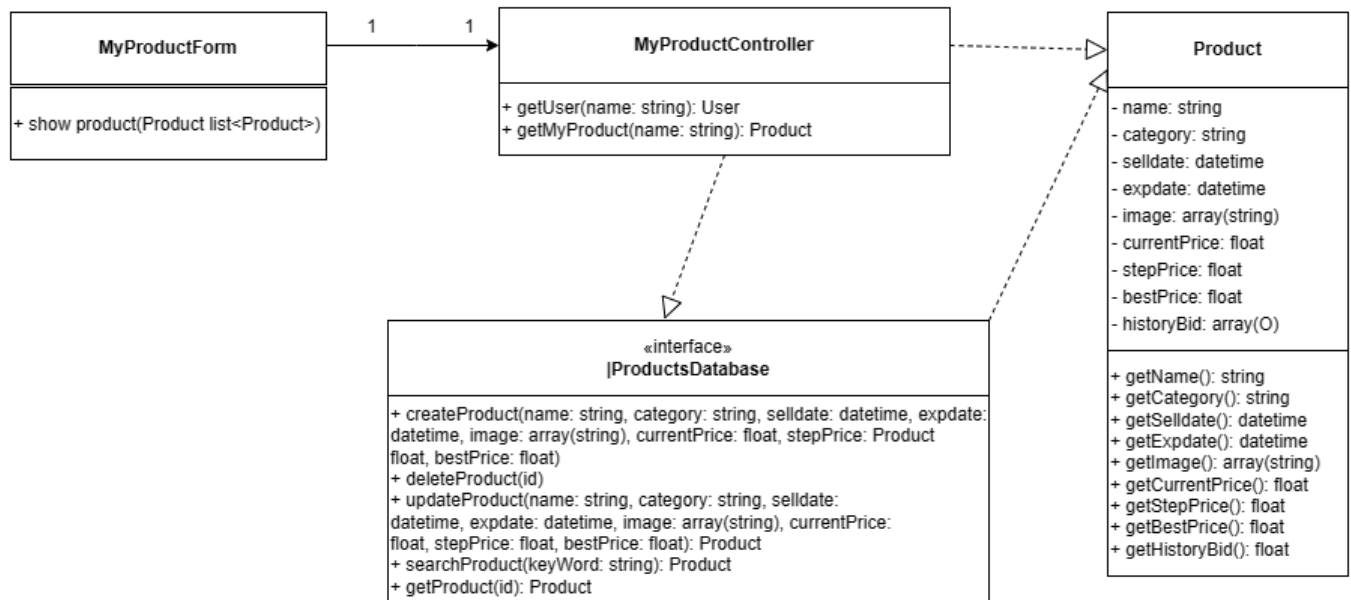 MyProductForm
+ show product(Product list<Product>)
1
1
MyProductController
+ getUser(name: string): User
+ getMyProduct(name: string): Product
Product
- name: string
- category: string
- selldate: datetime
- expdate: datetime
- image: array(string)
- currentPrice: float
- stepPrice: float
- bestPrice: float
- historyBid: array(O)
+ getName(): string
+ getCategory(): string
+ getSelldate(): datetime
+ getExpdate(): datetime
+ getImage(): array(string)
+ getCurrentPrice(): float
+ getStepPrice(): float
+ getBestPrice(): float
+ getHistoryBid(): float
«interface»
|ProductsDatabase
+ createProduct(name: string, category: string, selldate: datetime, expdate:
datetime, image: array(string), currentPrice: float, stepPrice: Product
float, bestPrice: float)
+ deleteProduct(id)
+ updateProduct(name: string, category: string, selldate:
datetime, expdate: datetime, image: array(string), currentPrice:
float, stepPrice: float, bestPrice: float): Product
+ searchProduct(keyWord: string): Product
+ getProduct(id): Product